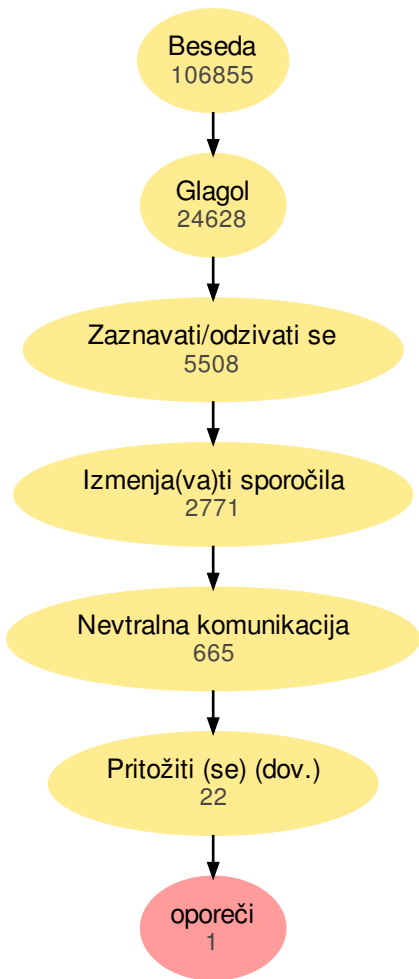 Beseda
106855
Glagol
24628
Zaznavati/odzivati se
5508
Izmenja(va)ti sporočila
2771
Nevtralna komunikacija
665
Pritožiti (se) (dov.)
22
oporeči
1